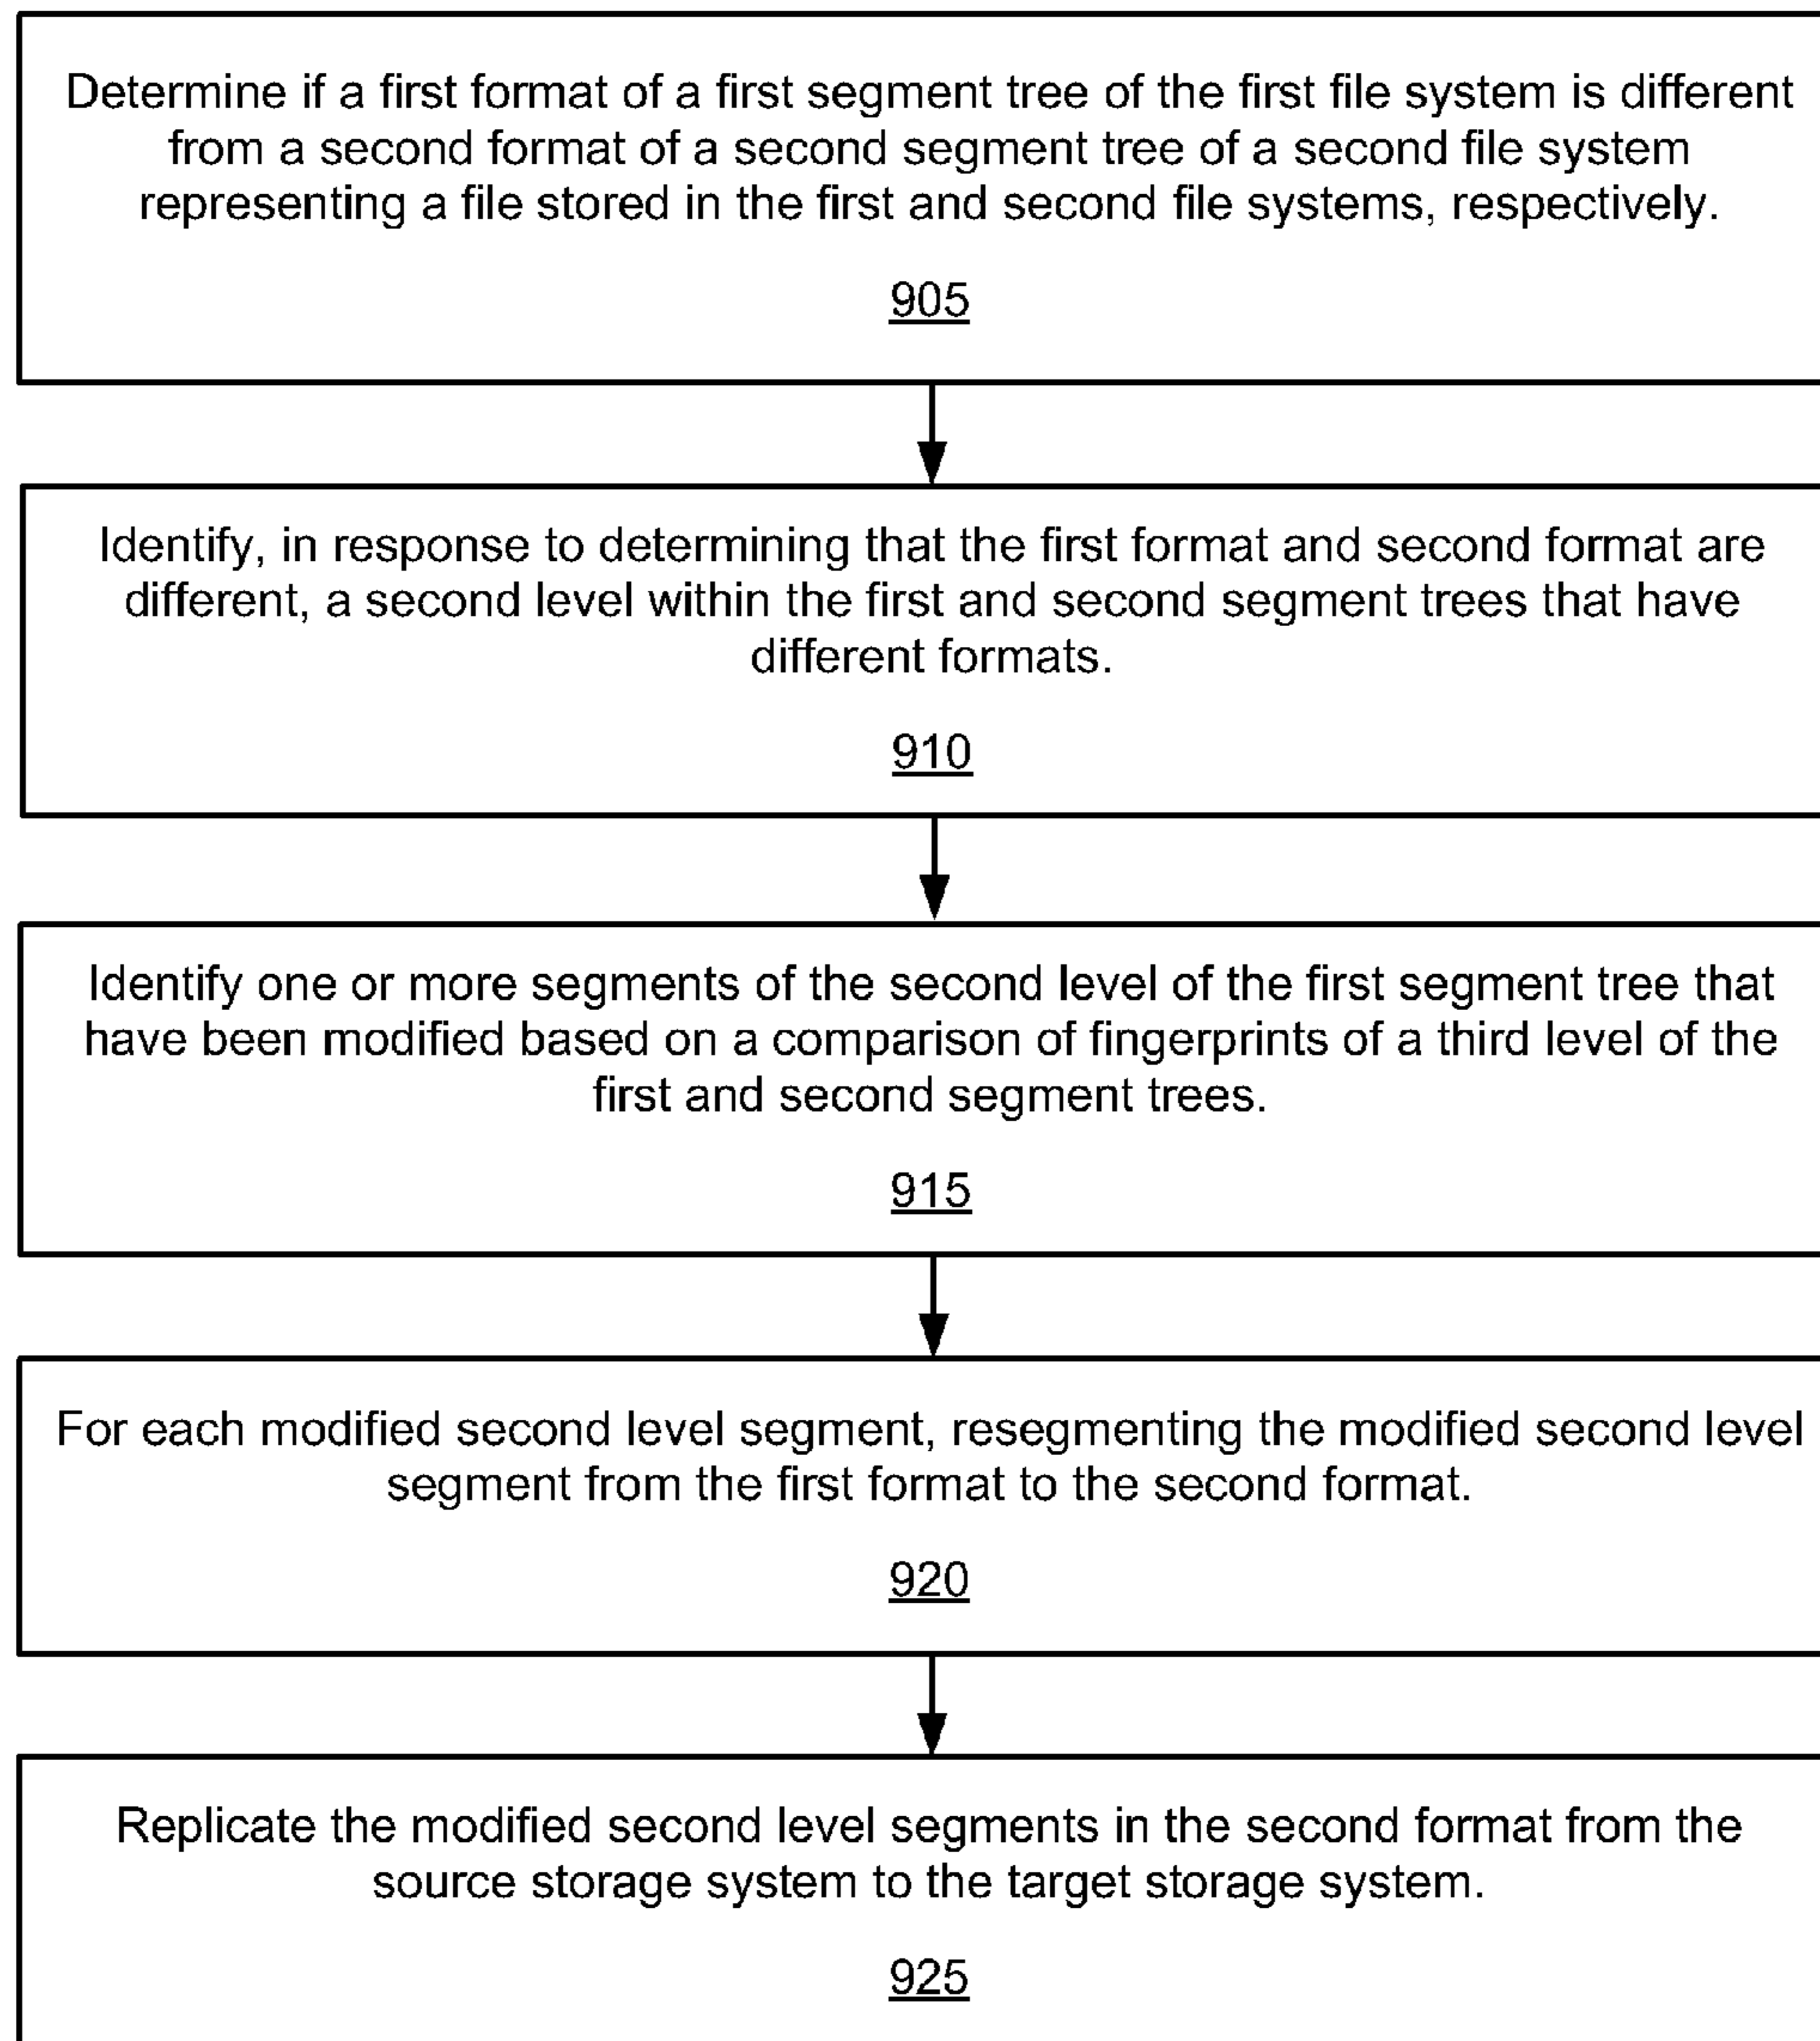 Determine if a first format of a first segment tree of the first file system is different
from a second format of a second segment tree of a second file system
representing a file stored in the first and second file systems, respectively.
905
Identify, in response to determining that the first format and second format are
different, a second level within the first and second segment trees that have
different formats.
910
Identify one or more segments of the second level of the first segment tree that
have been modified based on a comparison of fingerprints of a third level of the
first and second segment trees.
915
For each modified second level segment, resegmenting the modified second level
segment from the first format to the second format.
920
Replicate the modified second level segments in the second format from the
source storage system to the target storage system.
925